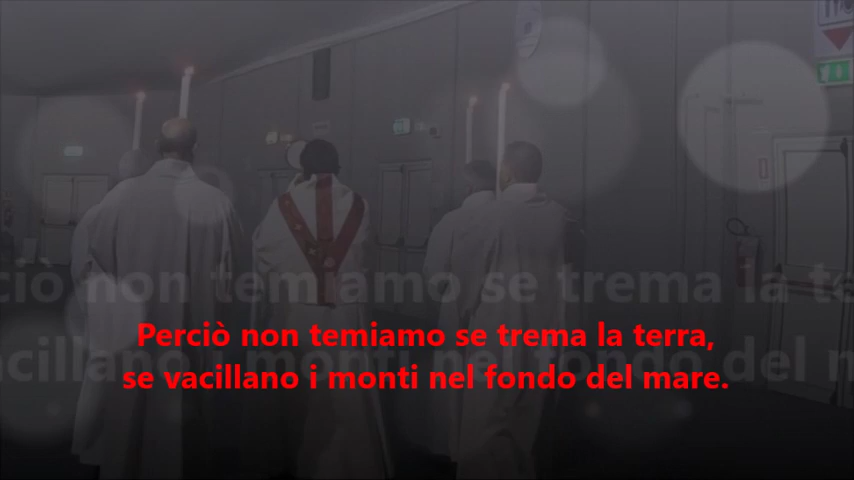 Perciò non temiamo se trema la terra,
se vacillano i monti nel fondo del mare.